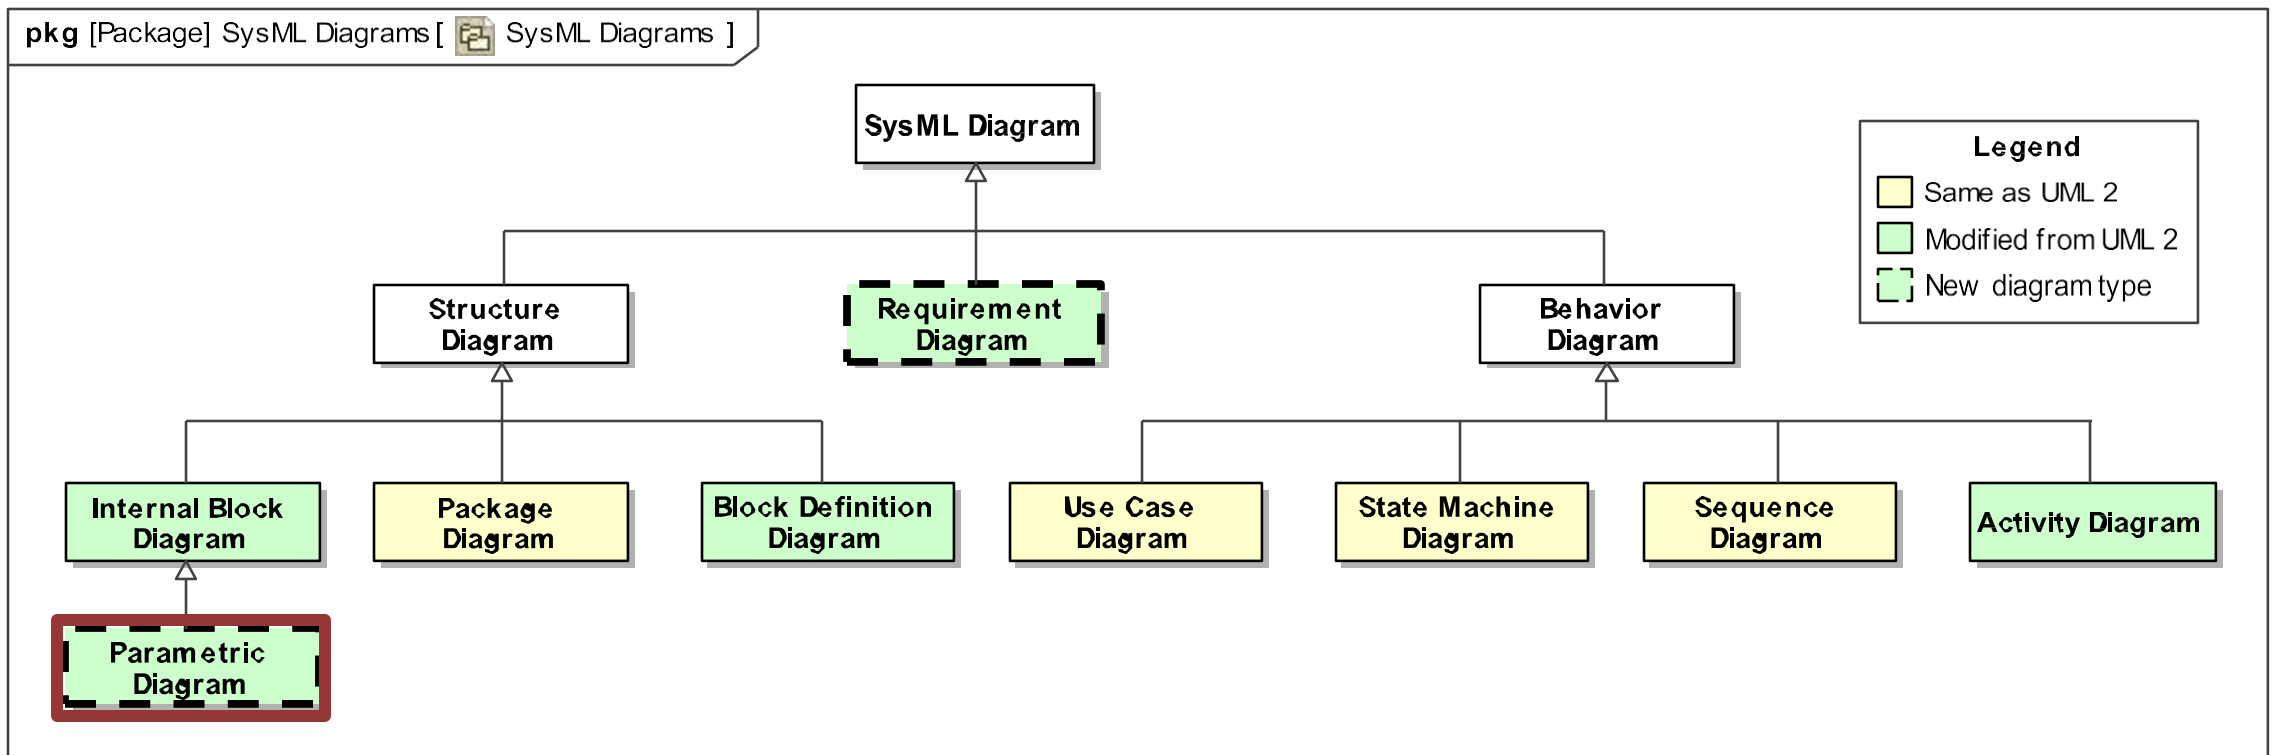 pkg [Package] SysML Diagrams [ SysML Diagrams ]
SysML Diagram
Legend
Same as UML 2
Modified from UML 2
New diagram type
Structure
Diagram
Requirement
Diagram
Behavior
Diagram
Internal Block
Diagram
Package
Diagram
Block Definition
Diagram
Use Case
Diagram
State Machine
Diagram
Sequence
Diagram
Activity Diagram
Parametric
Diagram